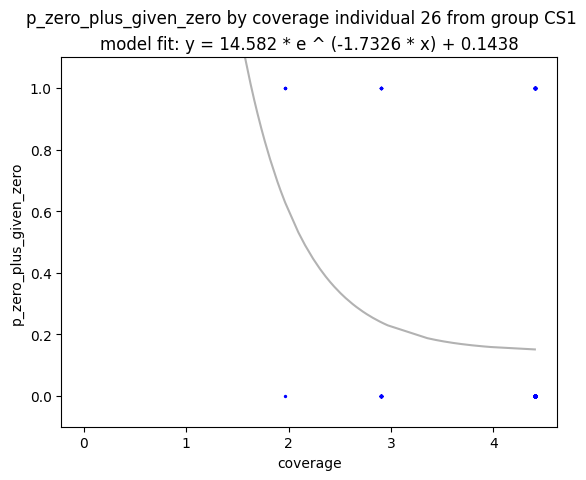 p_zero_plus_given_zero by coverage individual 26 from group CS1
model fit: y = 14.582 * e ^ (-1.7326 * x) + 0.1438
1.0
0.8
0.6
0.4
0.2
0.0
p_zero_plus_given_zero
0 1 2 3 4
coverage